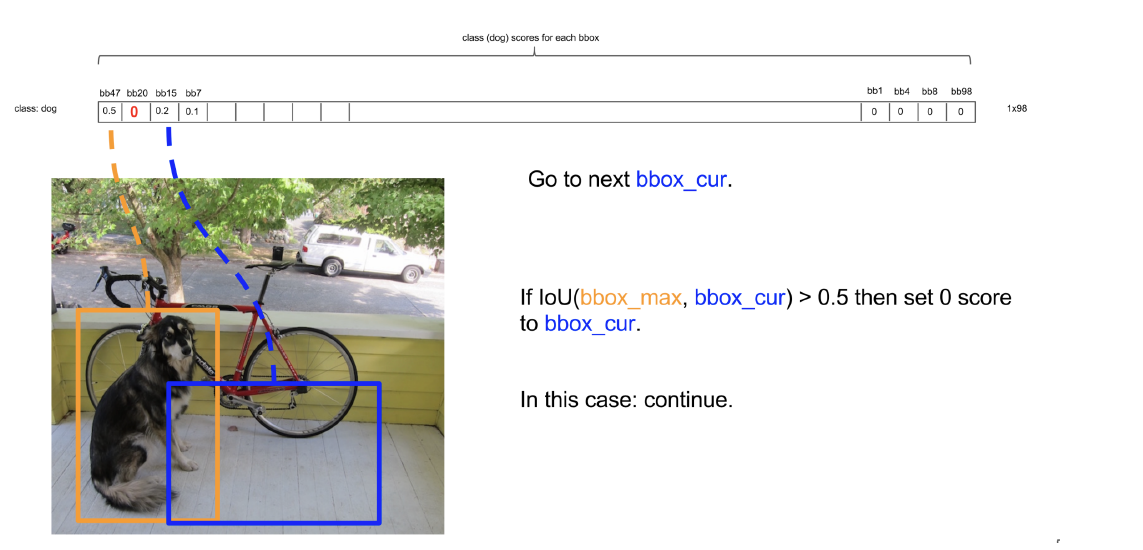 class (dog) scores for each bbox
bb47 bb20 bb15 bb7 bb1 bb4 bb8 bb98
class: dog 0.5 0 0.2 0.1 0 0 0 0 1x98
Go to next bbox_cur.
If IoU(bbox_max, bbox_cur) > 0.5 then set 0 score
to bbox_cur.
In this case: continue.